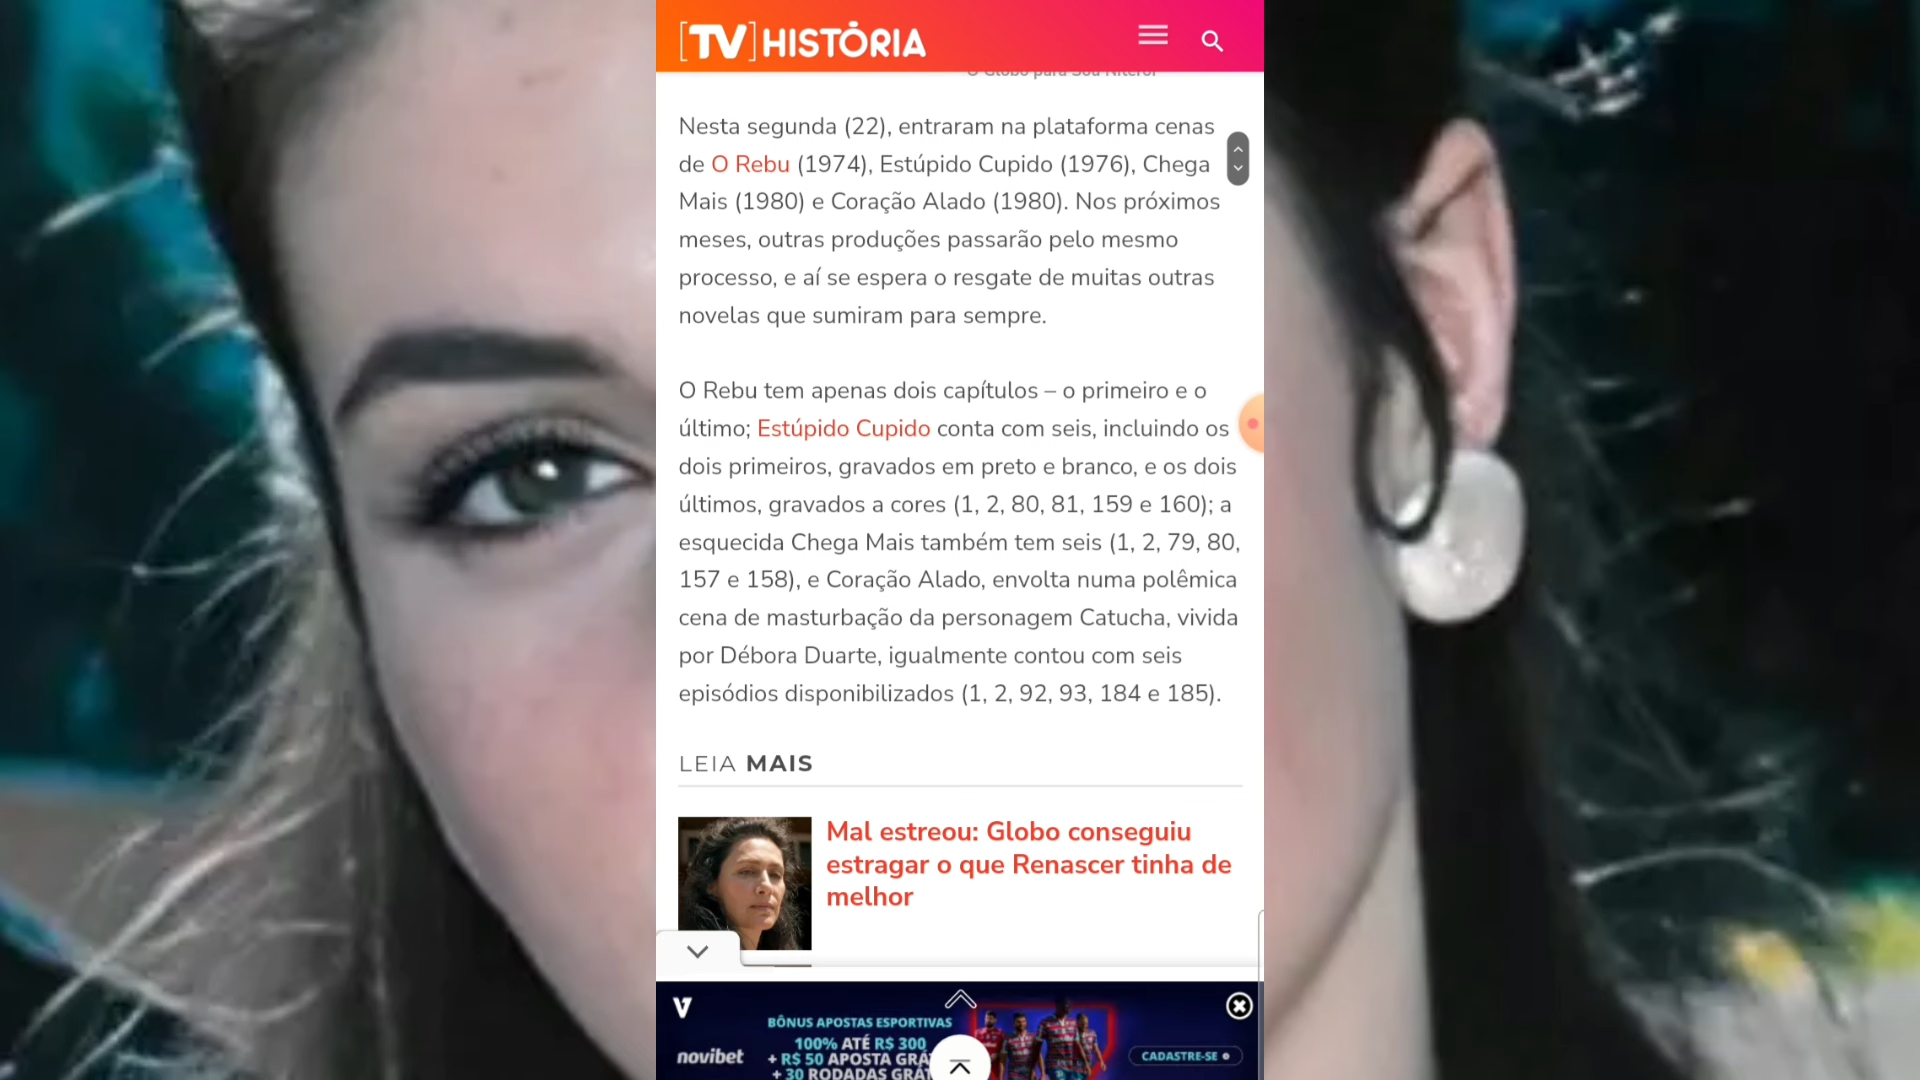 [TV] HISTÓRIA
O Globo para Sou Niterói
Nesta segunda (22), entraram na plataforma cenas
de O Rebu (1974), Estúpido Cupido (1976), Chega
Mais (1980) e Coração Alado (1980). Nos próximos
meses, outras produções passarão pelo mesmo
processo, e aí se espera o resgate de muitas outras
novelas que sumiram para sempre.
O Rebu tem apenas dois capítulos – o primeiro e o
último; Estúpido Cupido conta com seis, incluindo os
dois primeiros, gravados em preto e branco, e os dois
últimos, gravados a cores (1, 2, 80, 81, 159 e 160); a
esquecida Chega Mais também tem seis (1, 2, 79, 80,
157 e 158), e Coração Alado, envolta numa polêmica
cena de masturbação da personagem Catucha, vivida
por Débora Duarte, igualmente contou com seis
episódios disponibilizados (1, 2, 92, 93, 184 e 185).
LEIA MAIS
Mal estreou: Globo conseguiu
estragar o que Renascer tinha de
melhor
BÔNUS APOSTAS ESPORTIVAS
100% ATÉ R$ 300
novibet
+ R$ 50 APOSTA
+ 30 RODADAS
CADASTRE-SE